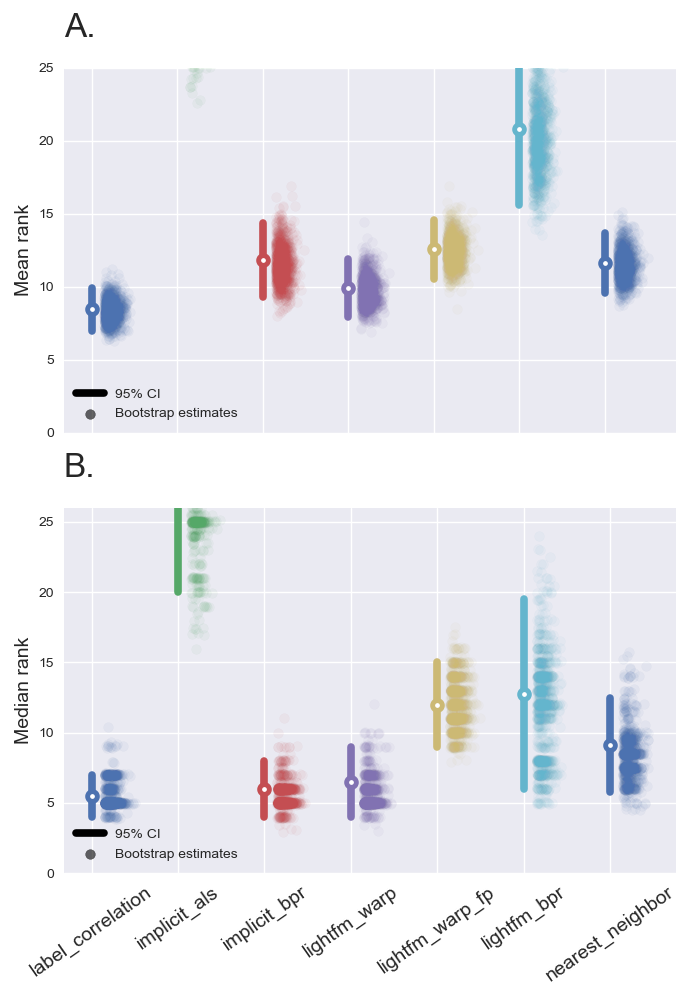 A.
25
20
15
10
5
0
Mean rank
95% CI
Bootstrap estimates
B.
25
20
15
10
5
0
Median rank
95% CI
Bootstrap estimates
label_correlation
implicit_als
implicit_bpr
lightfm_warp
lightfm_warp_fp
lightfm_bpr
nearest_neighbor